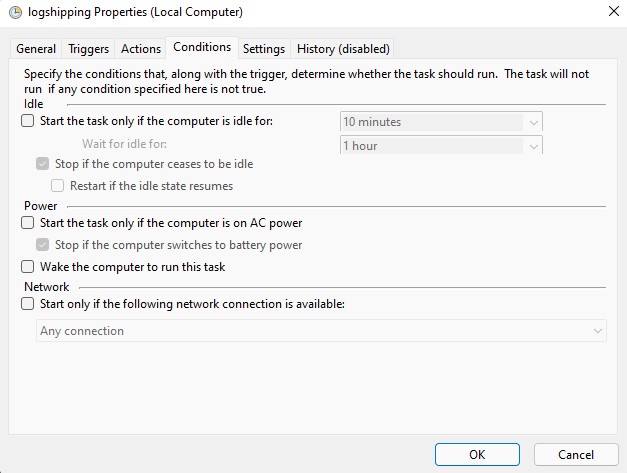 logshipping Properties (Local Computer)
General Triggers Actions Conditions Settings History (disabled)
Specify the conditions that, along with the trigger, determine whether the task should run. The task will not
run if any condition specified here is not true.
Idle
Start the task only if the computer is idle for: 10 minutes
Wait for idle for: 1 hour
Stop if the computer ceases to be idle
Restart if the idle state resumes
Power
Start the task only if the computer is on AC power
Stop if the computer switches to battery power
Wake the computer to run this task
Network
Start only if the following network connection is available:
Any connection
OK Cancel